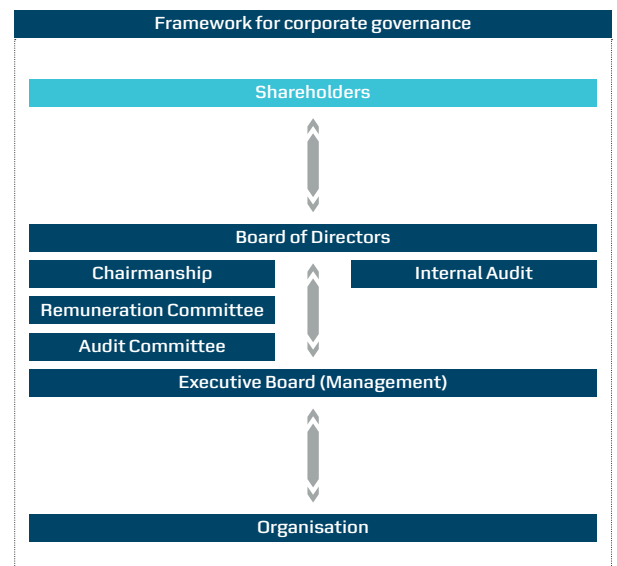 Framework for corporate governance
Shareholders
Board of Directors
Chairmanship
Internal Audit
Remuneration Committee
Audit Committee
Executive Board (Management)
Organisation